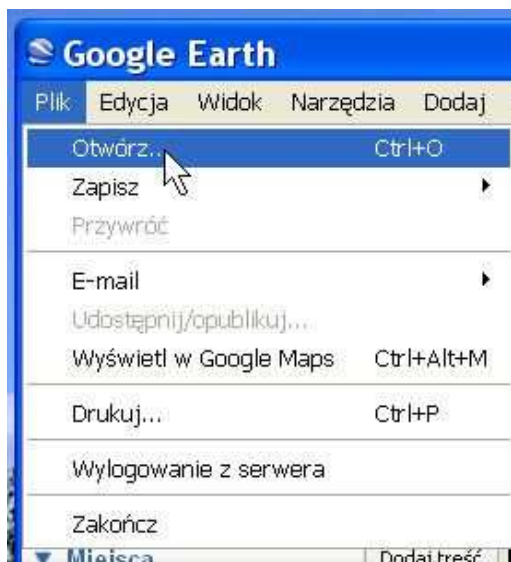 Google Earth
Plik Edycja Widok Narzędzia Dodaj
Otwórz... Ctrl+O
Zapisz
Przywróć
E-mail
Udostępnij/opublikuj...
Wyświetl w Google Maps Ctrl+Alt+M
Drukuj... Ctrl+P
Wylogowanie z serwera
Zakończ
Miejsca Dodaj treść